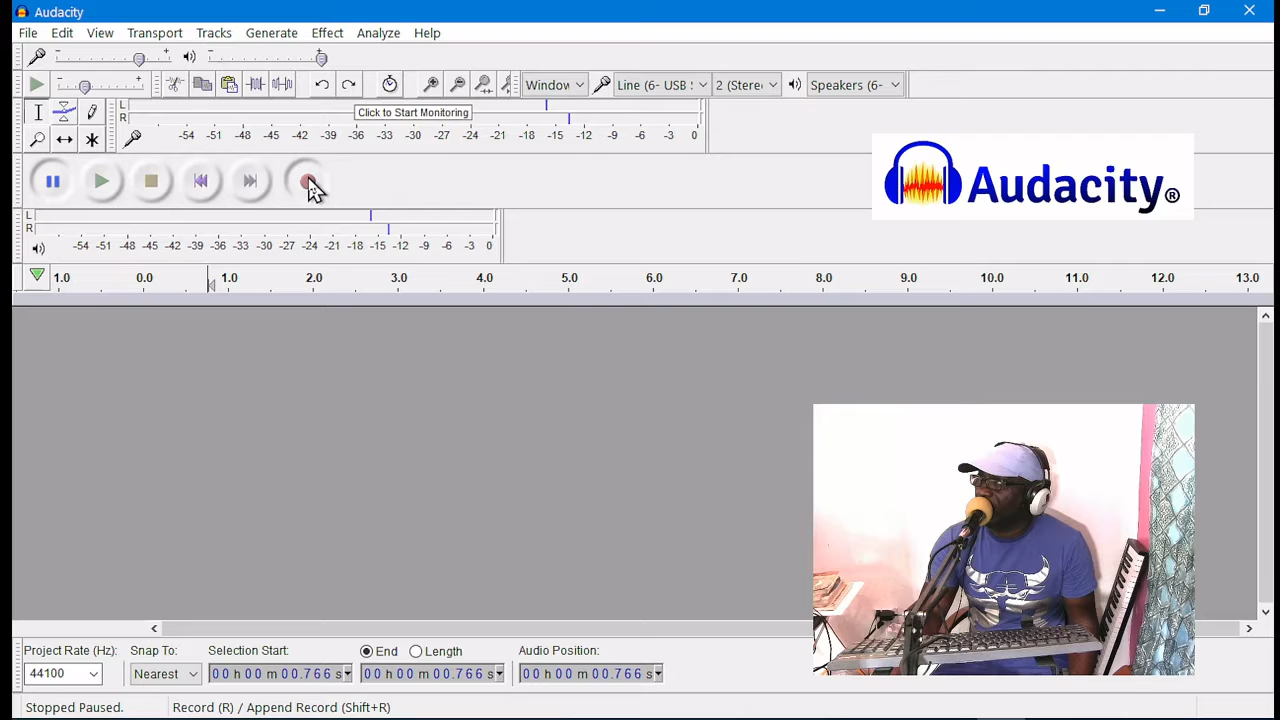 Audacity
File Edit View Transport Tracks Generate Effect Analyze Help
Line (6- USB 2 (Stere Speakers (6-
L
R
Click to Start Monitoring
-54 -51 -48 -45 -42 -39 -36 -33 -30 -27 -24 -21 -18 -15 -12 -9 -6 -3 0
Audacity®
L
R
-54 -51 -48 -45 -42 -39 -36 -33 -30 -27 -24 -21 -18 -15 -12 -9 -6 -3 0
1.0 0.0 1.0 2.0 3.0 4.0 5.0 6.0 7.0 8.0 9.0 10.0 11.0 12.0 13.0
Project Rate (Hz): Snap To: Selection Start: End Length Audio Position:
44100 Nearest 00 h 00 m 00.766 s 00 h 00 m 00.766 s 00 h 00 m 00.766 s
Stopped Paused. Record (R) / Append Record (Shift+R)